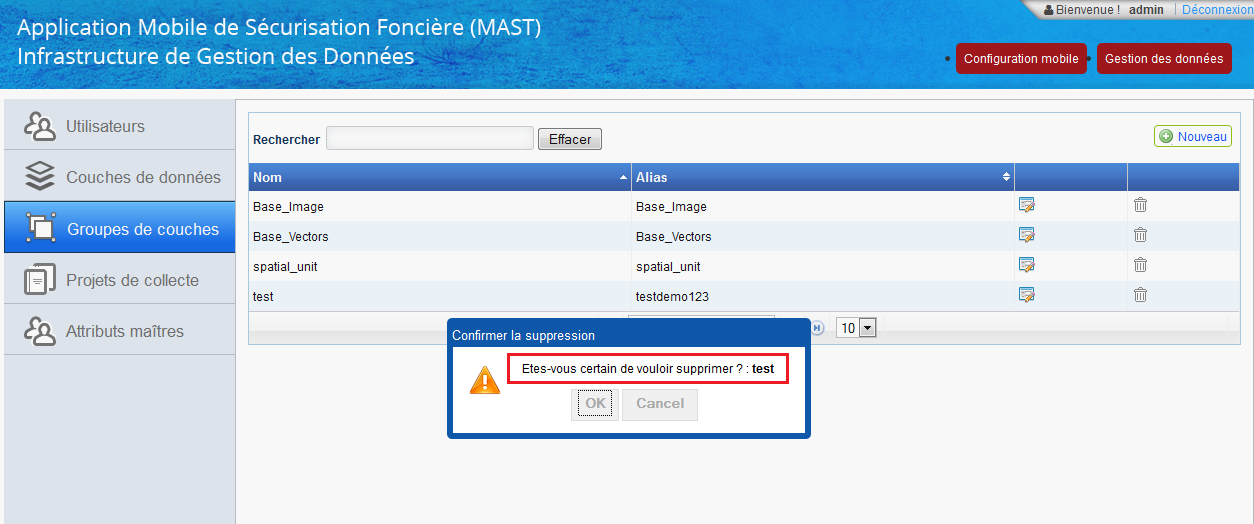 Bienvenue ! admin Déconnexion
Application Mobile de Sécurisation Foncière (MAST)
Infrastructure de Gestion des Données
Configuration mobile
Gestion des données
Utilisateurs
Couches de données
Groupes de couches
Projets de collecte
Attributs maîtres
Rechercher Effacer
Nouveau
Nom Alias
Base_Image Base_Image
Base_Vectors Base_Vectors
spatial_unit spatial_unit
test testdemo123
10
Confirmer la suppression
Etes-vous certain de vouloir supprimer ? : test
OK Cancel